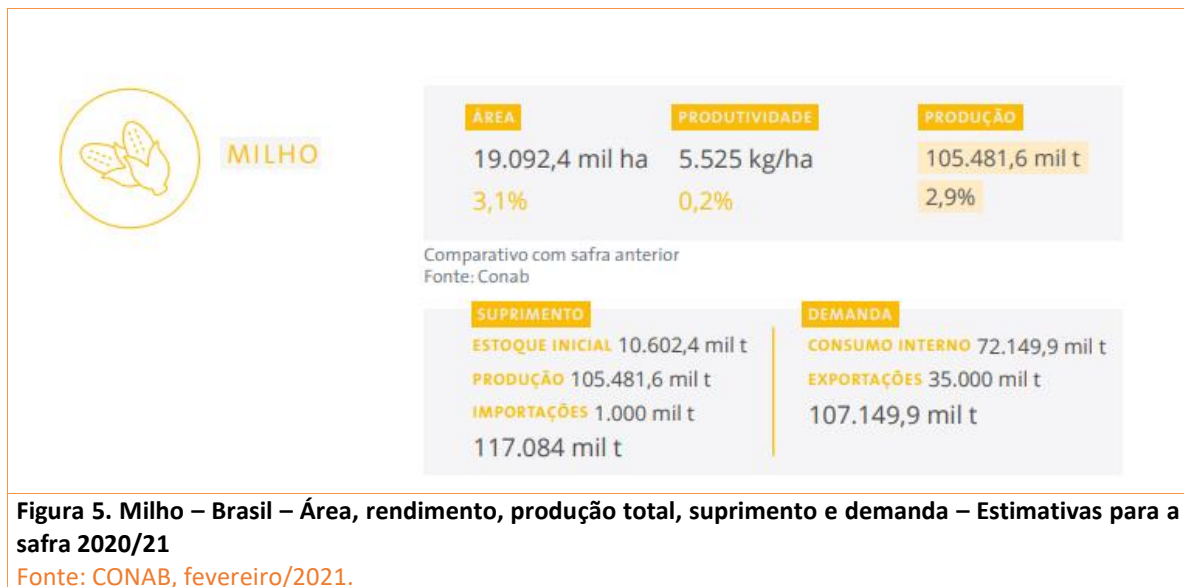 MILHO
ÁREA
19.092,4 mil ha
3,1%
PRODUTIVIDADE
5.525 kg/ha
0,2%
PRODUÇÃO
105.481,6 mil t
2,9%
Comparativo com safra anterior
Fonte: Conab
SUPRIMENTO
ESTOQUE INICIAL 10.602,4 mil t
PRODUÇÃO 105.481,6 mil t
IMPORTAÇÕES 1.000 mil t
117.084 mil t
DEMANDA
CONSUMO INTERNO 72.149,9 mil t
EXPORTAÇÕES 35.000 mil t
107.149,9 mil t
Figura 5. Milho – Brasil – Área, rendimento, produção total, suprimento e demanda – Estimativas para a
safra 2020/21
Fonte: CONAB, fevereiro/2021.